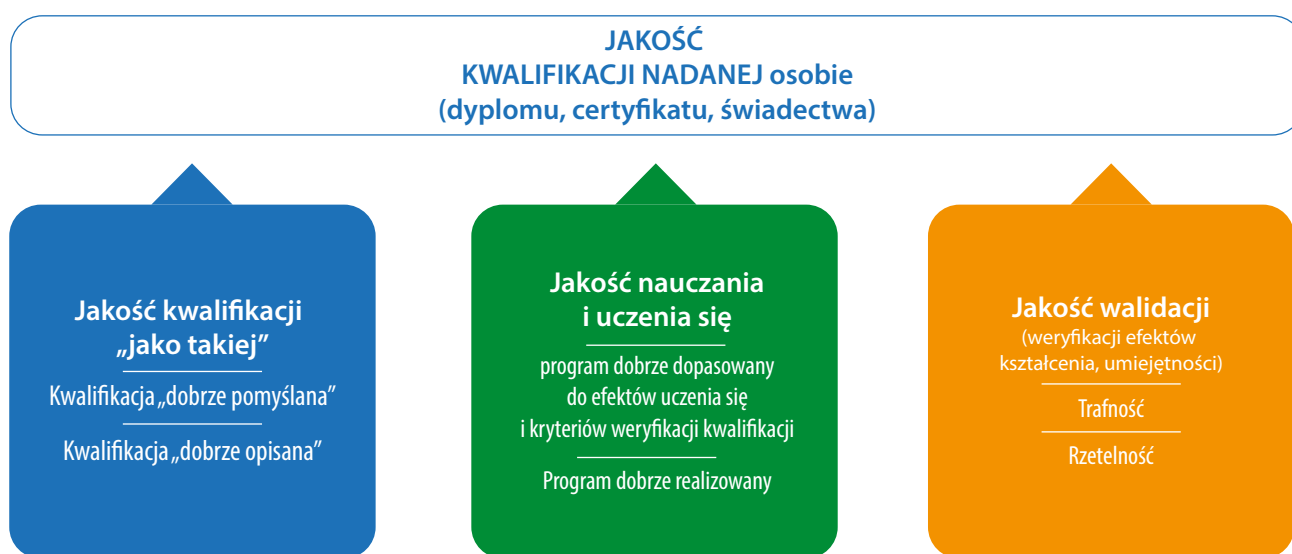 JAKOŚĆ
KWALIFIKACJI NADANEJ osobie
(dyplomu, certyfikatu, świadectwa)
Jakość kwalifikacji
„jako takiej”
Kwalifikacja „dobrze pomyślana”
Kwalifikacja „dobrze opisana”
Jakość nauczania
i uczenia się
program dobrze dopasowany
do efektów uczenia się
i kryteriów weryfikacji kwalifikacji
Program dobrze realizowany
Jakość walidacji
(weryfikacji efektów
kształcenia, umiejętności)
Trafność
Rzetelność